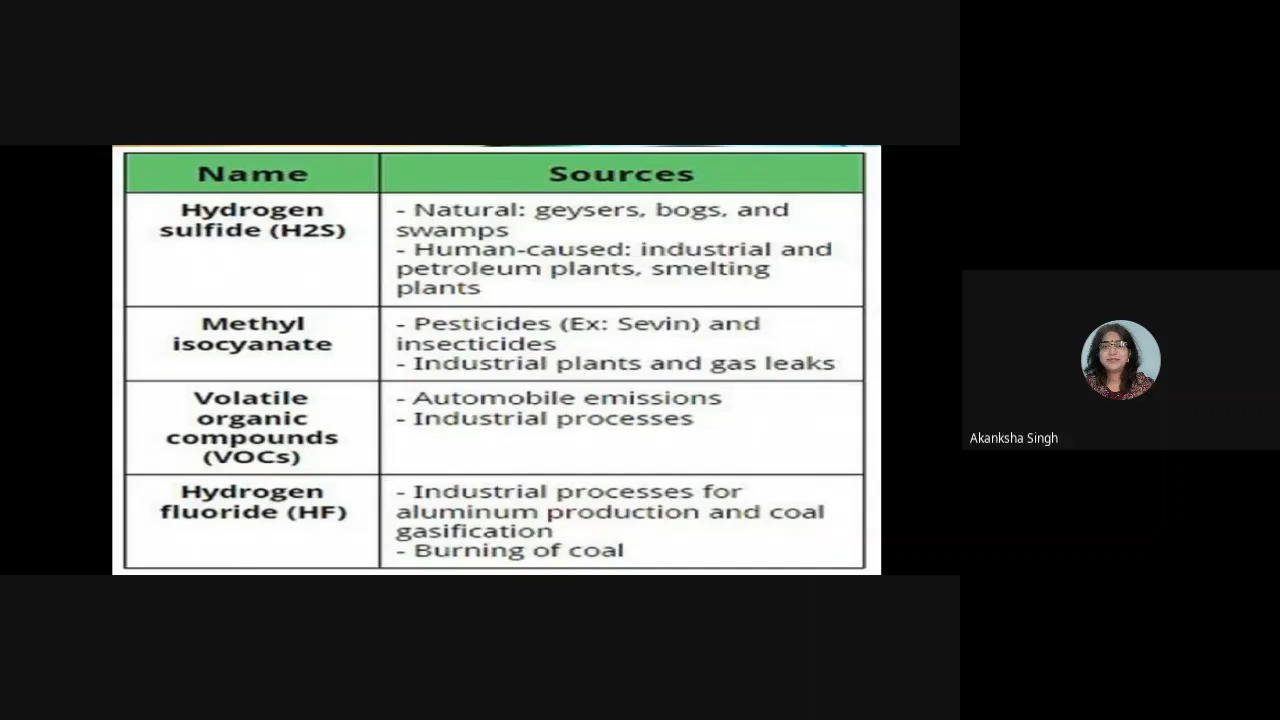 Name
Sources
Hydrogen
sulfide (H2S)
- Natural: geysers, bogs, and
swamps
- Human-caused: industrial and
petroleum plants, smelting
plants
Methyl
isocyanate
- Pesticides (Ex: Sevin) and
insecticides
- Industrial plants and gas leaks
Volatile
organic
compounds
(VOCs)
- Automobile emissions
- Industrial processes
Hydrogen
fluoride (HF)
- Industrial processes for
aluminum production and coal
gasification
- Burning of coal
Akanksha Singh